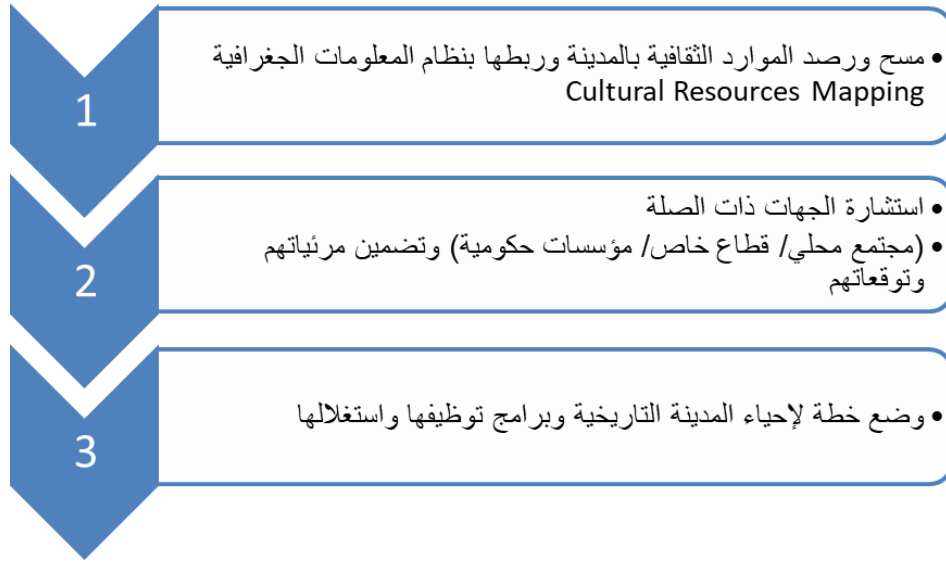 1
• مسح ورصد الموارد الثقافية بالمدينة وربطها بنظام المعلومات الجغرافية
Cultural Resources Mapping
2
• استشارة الجهات ذات الصلة
• (مجتمع محلي/ قطاع خاص/ مؤسسات حكومية) وتضمين مرئياتهم
وتوقعاتهم
3
• وضع خطة لإحياء المدينة التاريخية وبرامج توظيفها واستغلالها